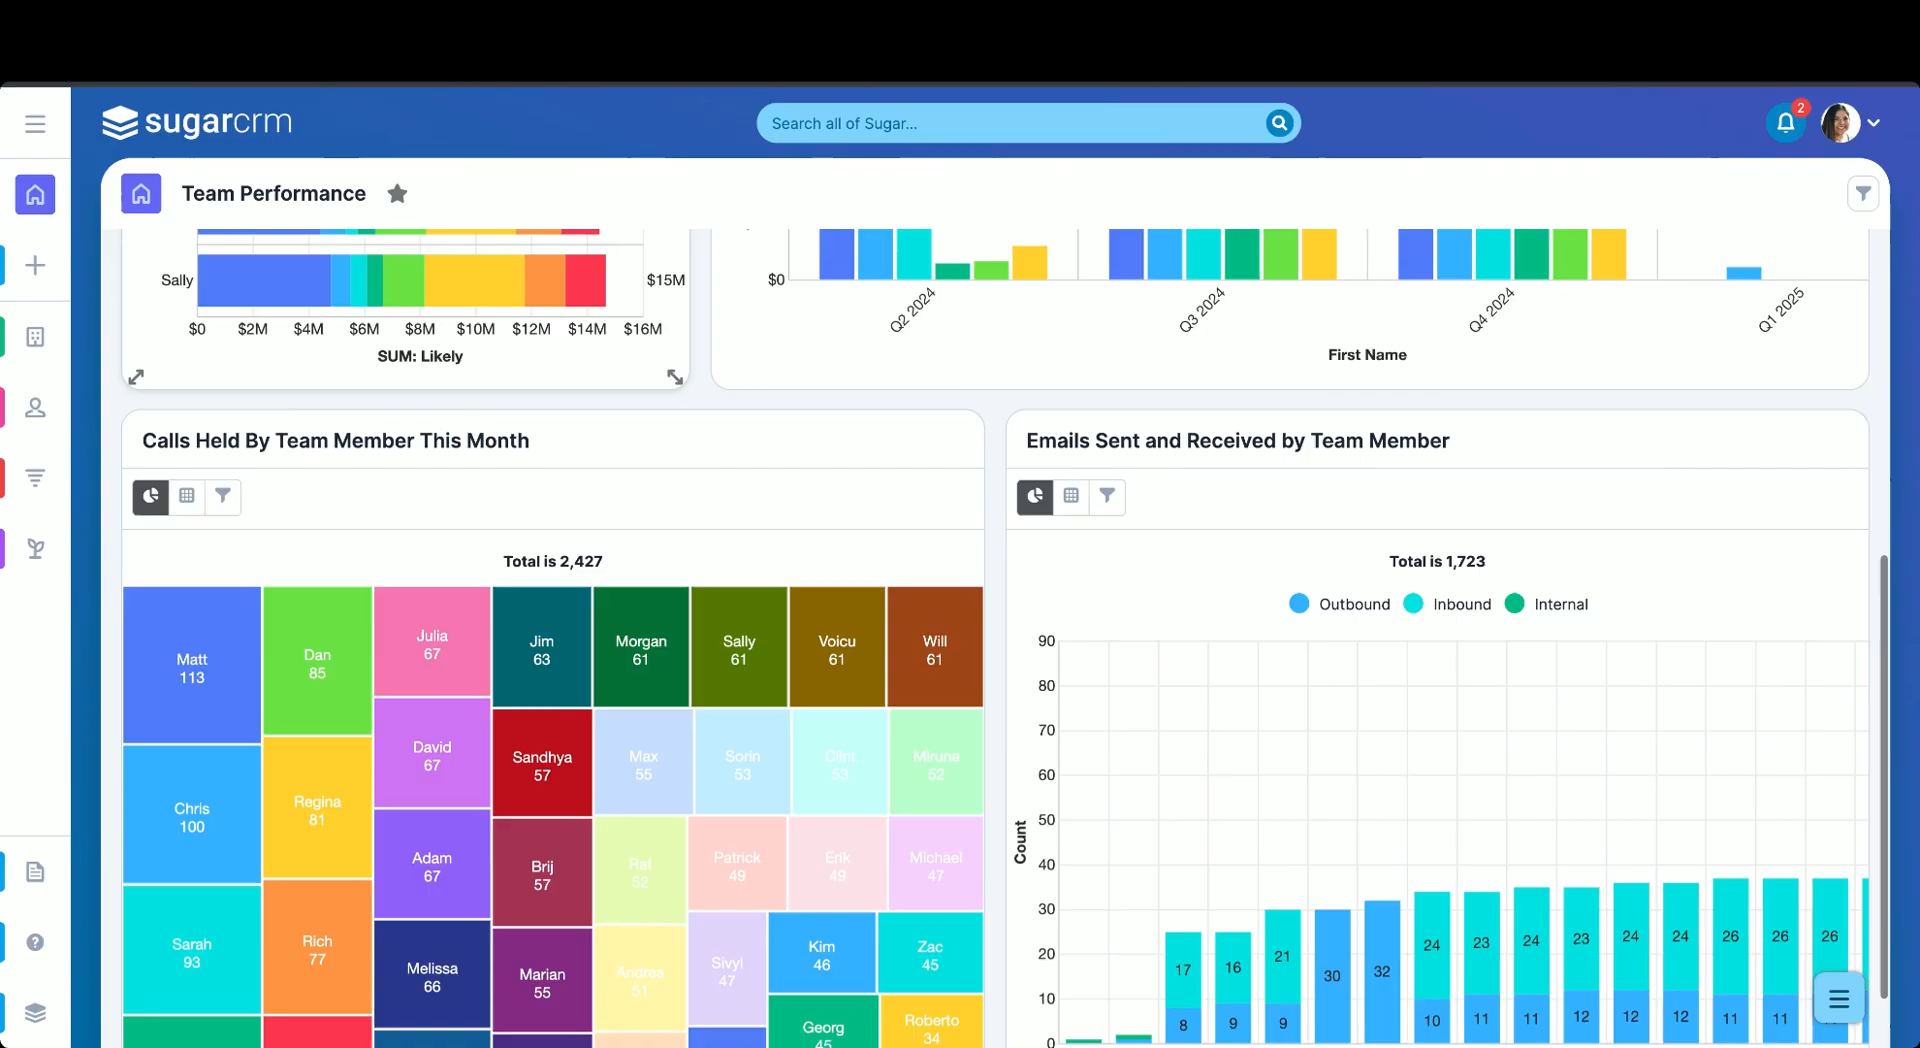 sugarcrm
Search all of Sugar...
2
Team Performance
Sally
$15M
$0 $2M $4M $6M $8M $10M $12M $14M $16M
SUM: Likely
$0
Q2 2024 Q3 2024 Q4 2024 Q1 2025
First Name
Calls Held By Team Member This Month
Total is 2,427
Matt
113
Chris
100
Sarah
93
Dan
85
Regina
81
Rich
77
Julia
67
David
67
Adam
67
Melissa
66
Jim
63
Sandhya
57
Brij
57
Marian
55
Morgan
61
Sally
61
Voicu
61
Will
61
Max
55
Sorin
53
Clint
53
Miruna
52
Raf
52
Patrick
49
Erik
49
Michael
47
Andrea
51
Sivyl
47
Kim
46
Zac
45
Georg
45
Roberto
34
Emails Sent and Received by Team Member
Total is 1,723
Outbound Inbound Internal
Count
90
80
70
60
50
40
30
20
10
0
17 16 21 30 32 24 23 24 23 24 24 26 26 26
8 9 9 10 11 11 12 12 12 11 11